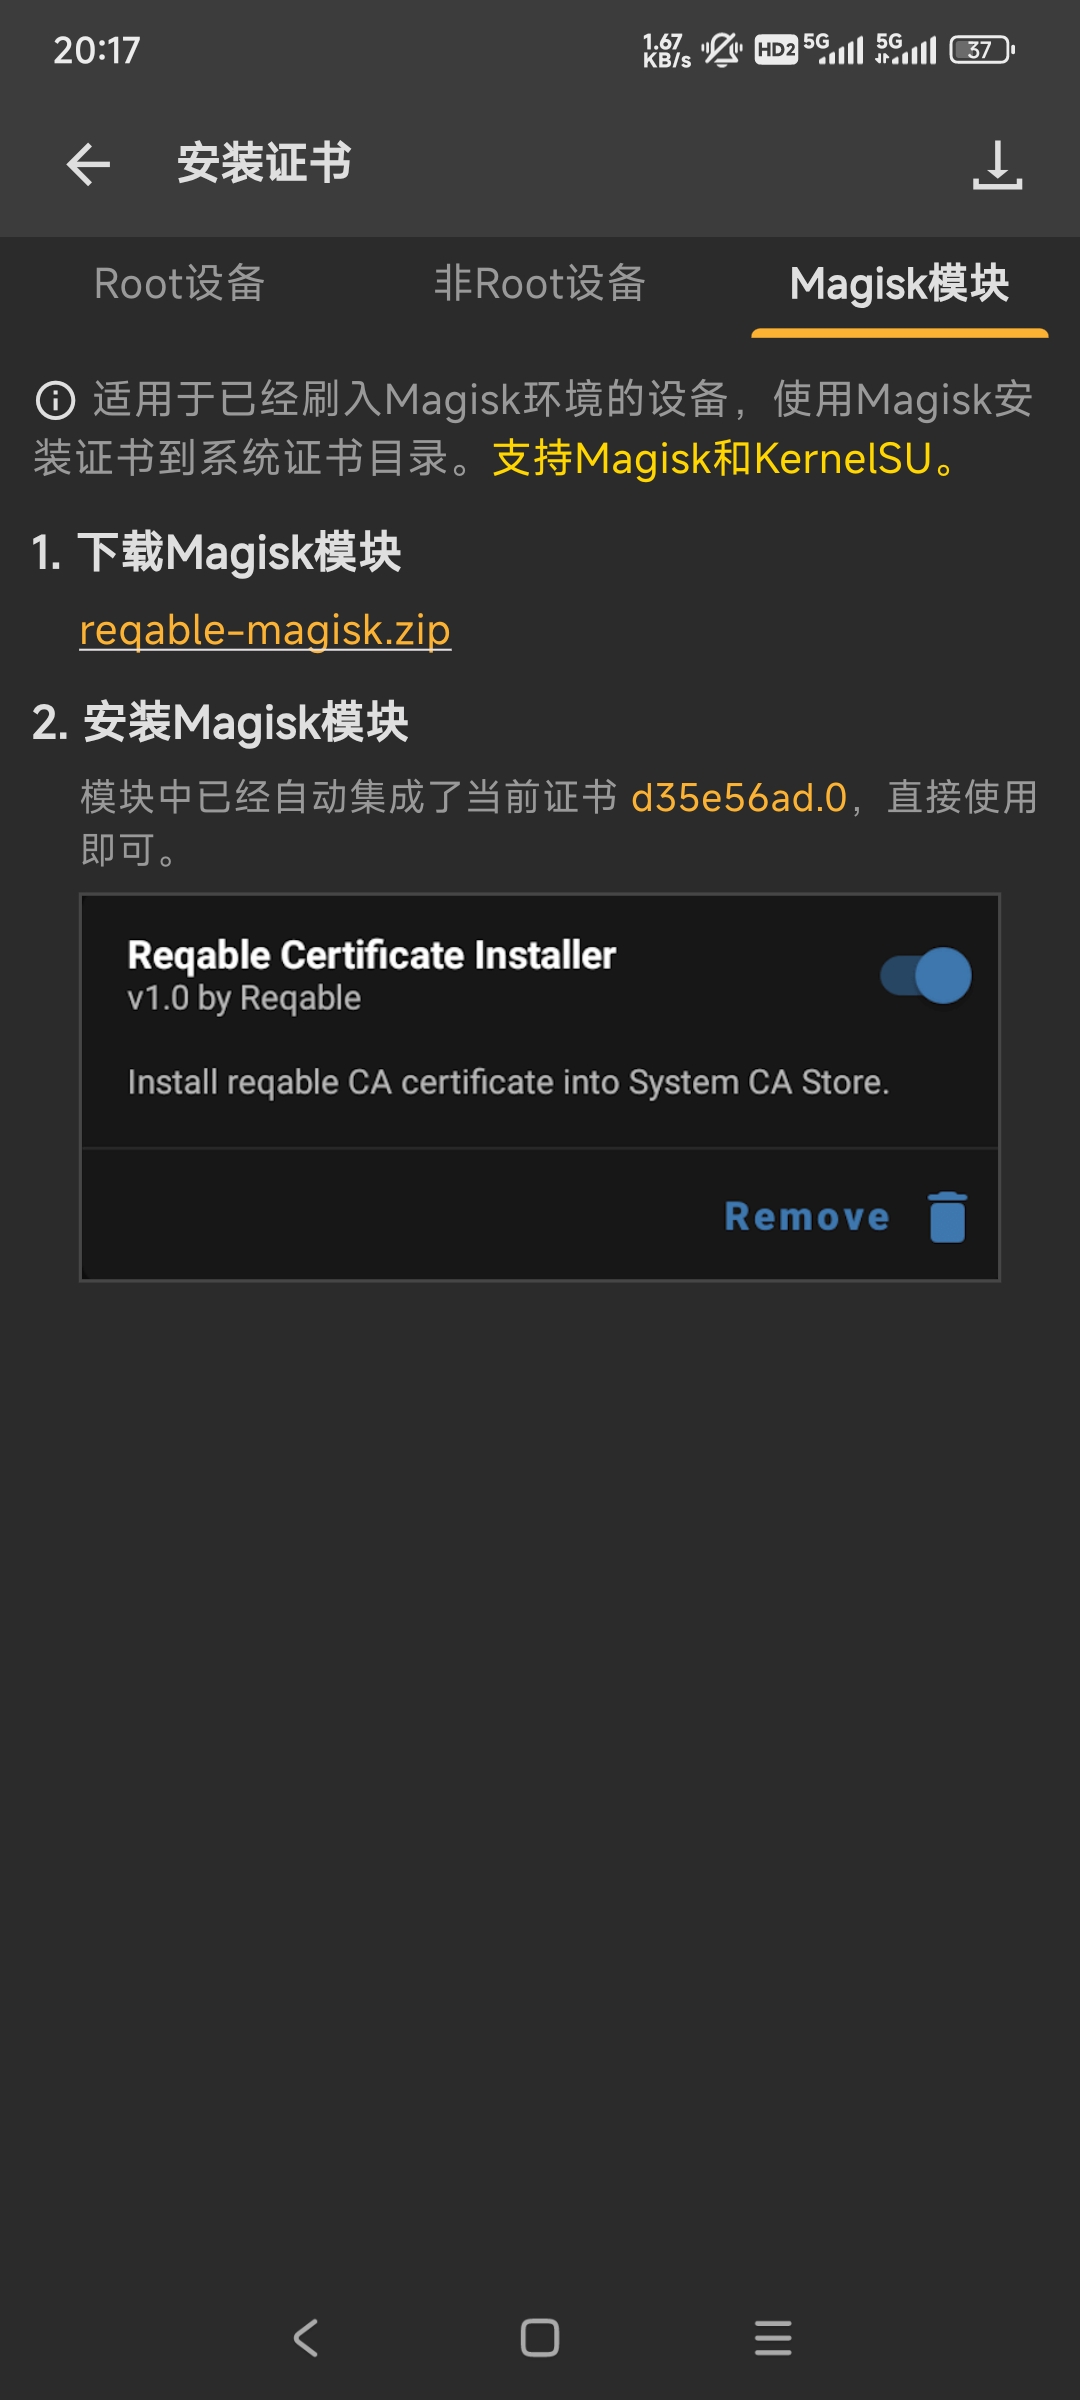 20:17
1.67 KB/s HD2 5G 5G 37
安装证书
Root设备
非Root设备
Magisk模块
适用于已经刷入Magisk环境的设备，使用Magisk安
装证书到系统证书目录。支持Magisk和KernelSU。
1. 下载Magisk模块
reqable-magisk.zip
2. 安装Magisk模块
模块中已经自动集成了当前证书 d35e56ad.0，直接使用
即可。
Reqable Certificate Installer
v1.0 by Reqable
Install reqable CA certificate into System CA Store.
Remove